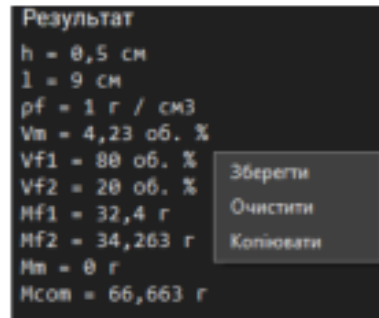 Результат
h = 0,5 см
l = 9 см
ρf = 1 г / см3
Vm = 4,23 об. %
Vf1 = 80 об. %
Vf2 = 20 об. %
Mf1 = 32,4 г
Mf2 = 34,263 г
Mm = 0 г
Mcom = 66,663 г
Зберегти
Очистити
Копіювати